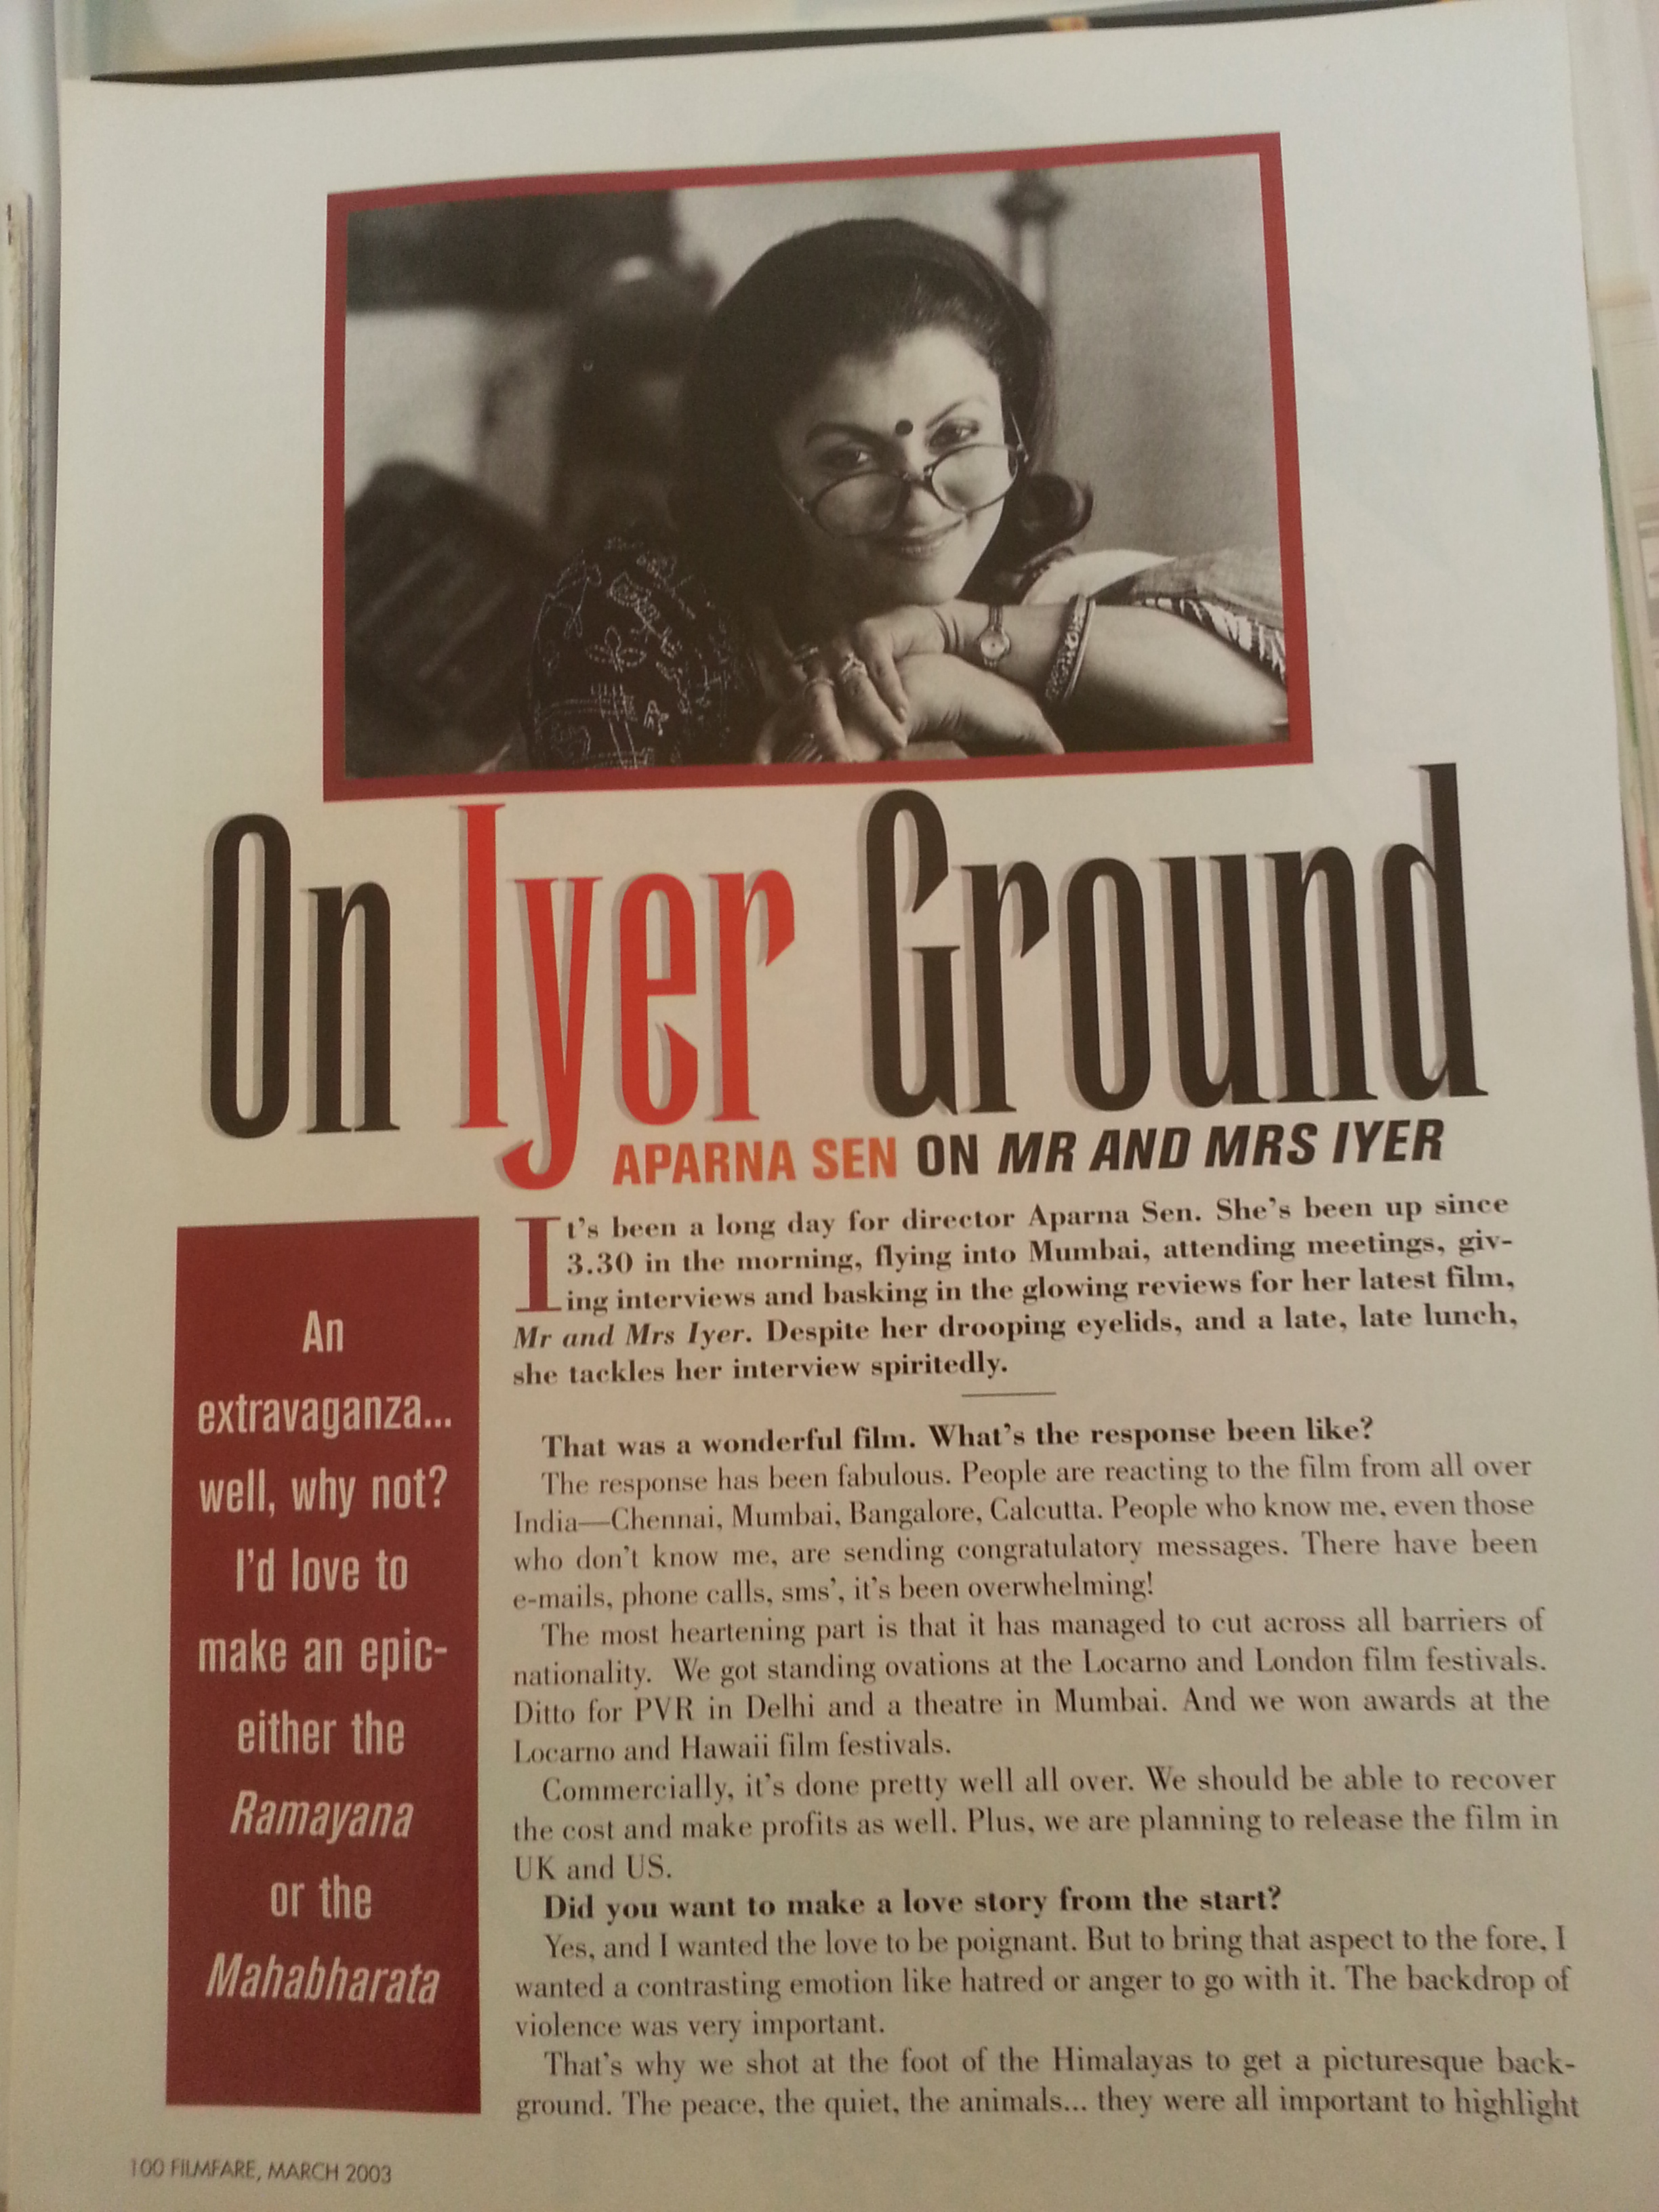 On Iyer Ground
APARNA SEN ON MR AND MRS IYER
An
extravaganza...
well, why not?
I'd love to
make an epic-
either the
Ramayana
or the
Mahabharata
It's been a long day for director Aparna Sen. She's been up since
3.30 in the morning, flying into Mumbai, attending meetings, giv-
ing interviews and basking in the glowing reviews for her latest film,
Mr and Mrs Iyer. Despite her drooping eyelids, and a late, late lunch,
she tackles her interview spiritedly.
That was a wonderful film. What's the response been like?
The response has been fabulous. People are reacting to the film from all over
India—Chennai, Mumbai, Bangalore, Calcutta. People who know me, even those
who don't know me, are sending congratulatory messages. There have been
e-mails, phone calls, sms', it's been overwhelming!
The most heartening part is that it has managed to cut across all barriers of
nationality. We got standing ovations at the Locarno and London film festivals.
Ditto for PVR in Delhi and a theatre in Mumbai. And we won awards at the
Locarno and Hawaii film festivals.
Commercially, it's done pretty well all over. We should be able to recover
the cost and make profits as well. Plus, we are planning to release the film in
UK and US.
Did you want to make a love story from the start?
Yes, and I wanted the love to be poignant. But to bring that aspect to the fore, I
wanted a contrasting emotion like hatred or anger to go with it. The backdrop of
violence was very important.
That's why we shot at the foot of the Himalayas to get a picturesque back-
ground. The peace, the quiet, the animals... they were all important to highlight
100 FILMFARE, MARCH 2003